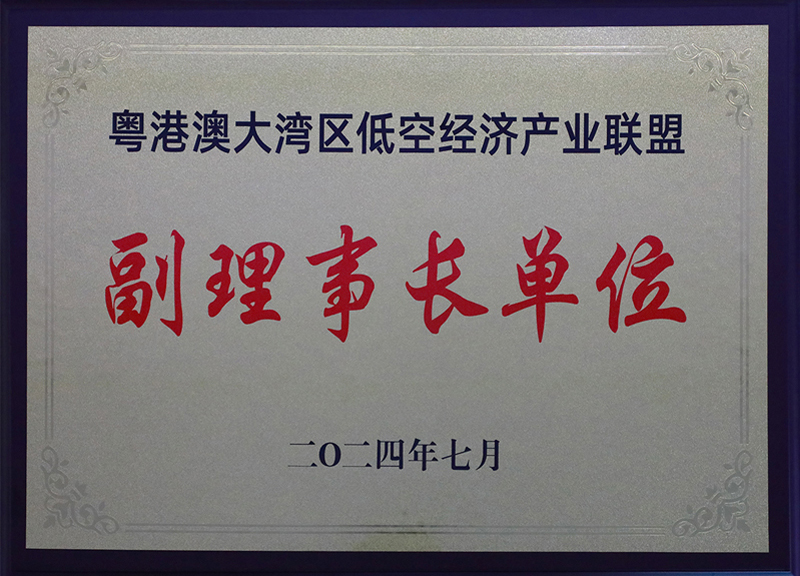 粤港澳大湾区低空经济产业联盟
副理事长单位
二O二四年七月